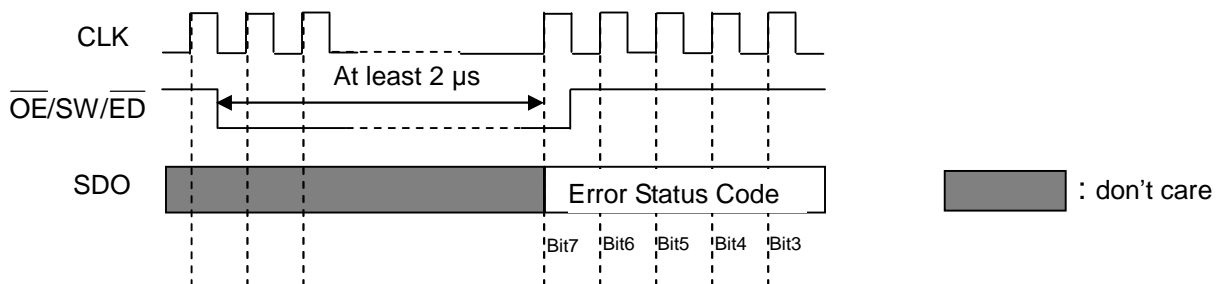 CLK
At least 2 μs
OE/SW/ED
SDO
Error Status Code
: don't care
Bit7 Bit6 Bit5 Bit4 Bit3